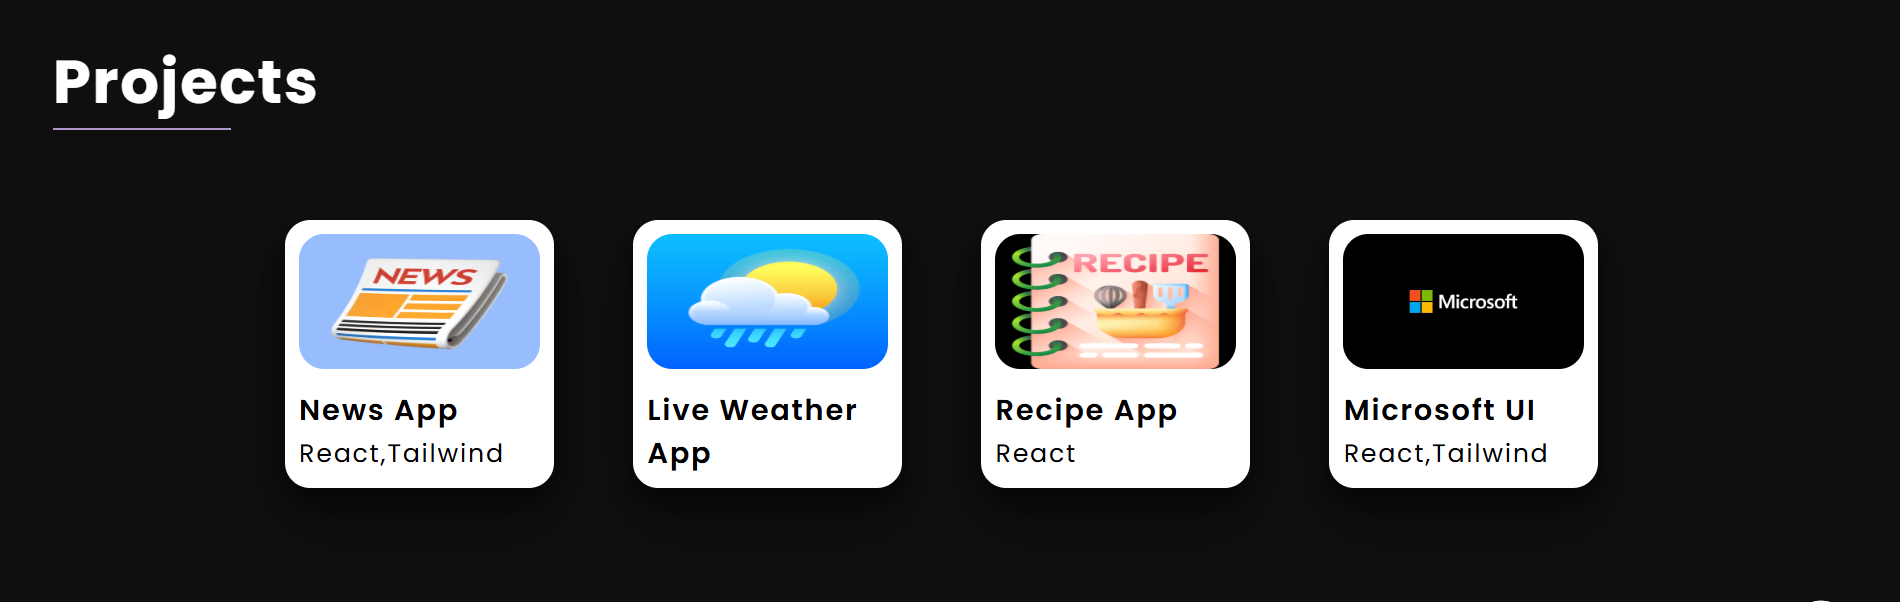 Projects
NEWS
RECIPE
Microsoft
News App
Live Weather
App
Recipe App
Microsoft UI
React,Tailwind
React
React,Tailwind